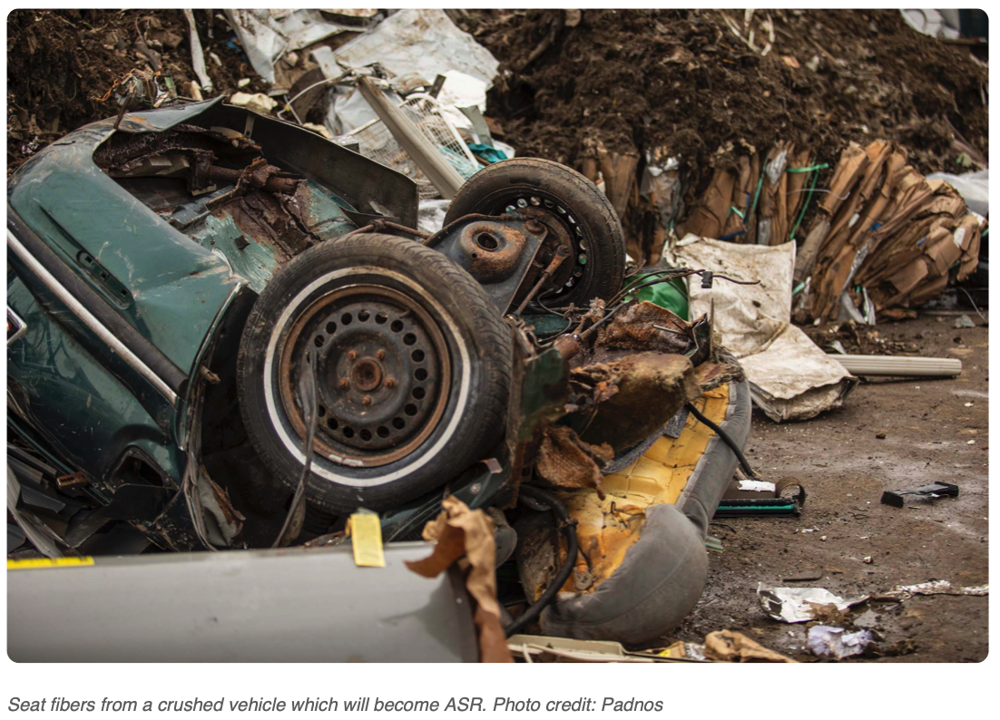 Seat fibers from a crushed vehicle which will become ASR. Photo credit: Padnos